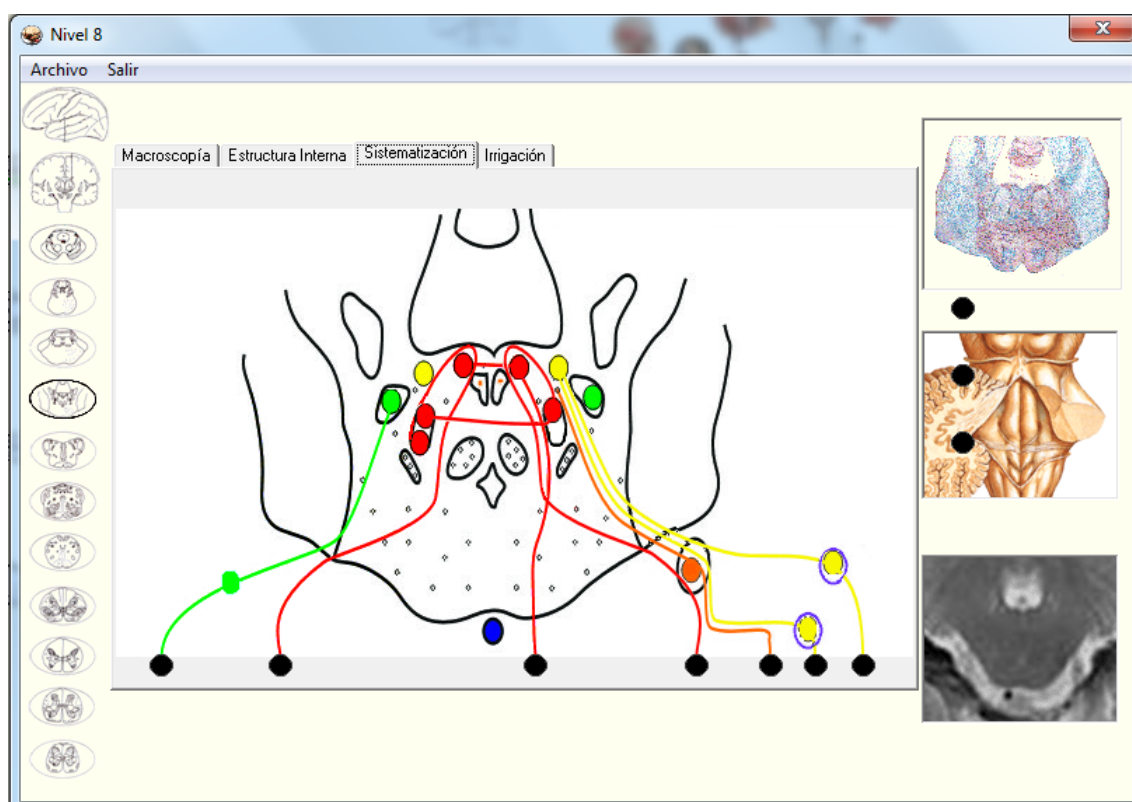 Nivel 8
X
Archivo Salir
Macroscopía Estructura Interna Sistematización Irrigación